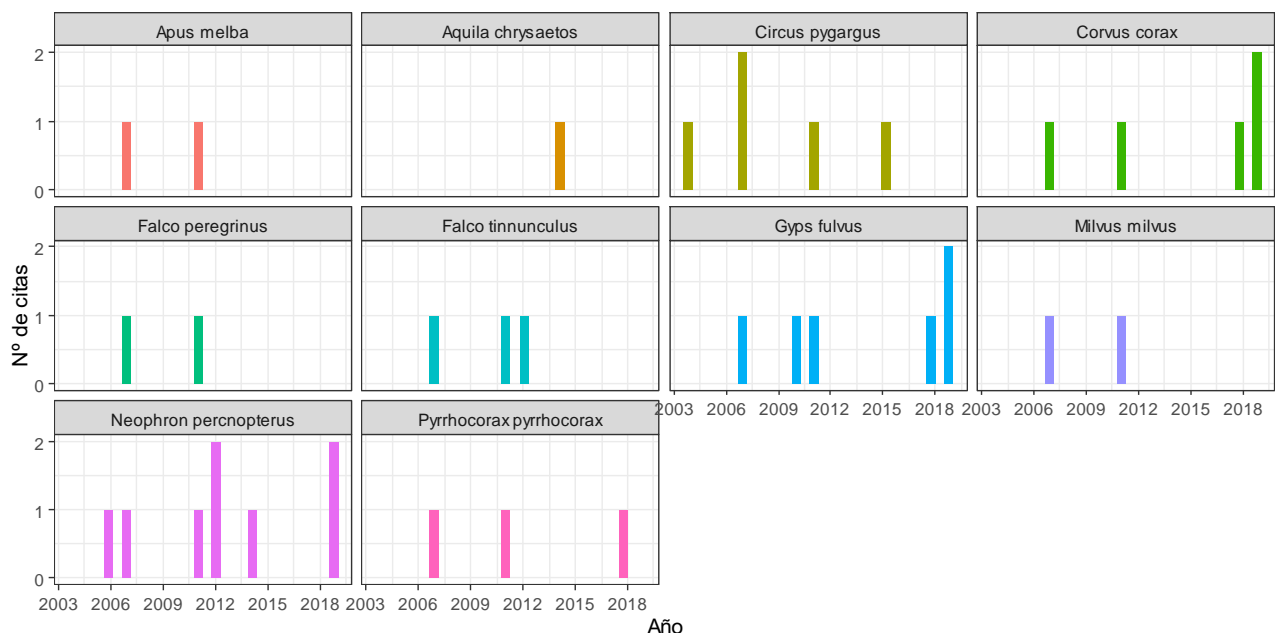 Apus melba Aquila chrysaetos Circus pygargus Corvus corax
2
1
0
Falco peregrinus Falco tinnunculus Gyps fulvus Milvus milvus
2
1
0
Nº de citas
2003 2006 2009 2012 2015 2018 2003 2006 2009 2012 2015 2018
Neophron percnopterus Pyrrhocorax pyrrhocorax
2
1
0
2003 2006 2009 2012 2015 2018 2003 2006 2009 2012 2015 2018
Año